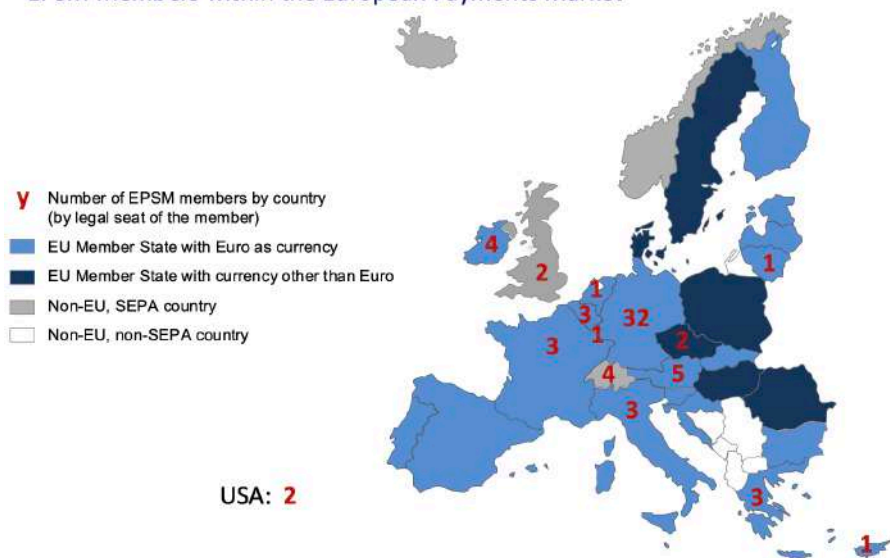 y Number of EPSM members by country
(by legal seat of the member)
EU Member State with Euro as currency
EU Member State with currency other than Euro
Non-EU, SEPA country
Non-EU, non-SEPA country
4
2
1
1
3
32
1
3
2
4
5
3
USA: 2
3
1